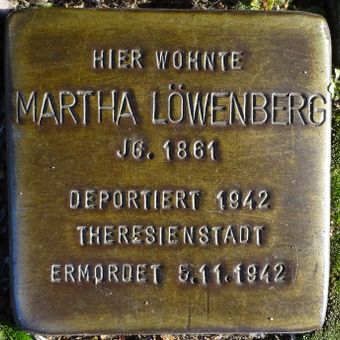 HIER WOHNTE
MARTHA LÖWENBERG
JG. 1861
DEPORTIERT 1942
THERESIENSTADT
ERMORDET 5.11.1942